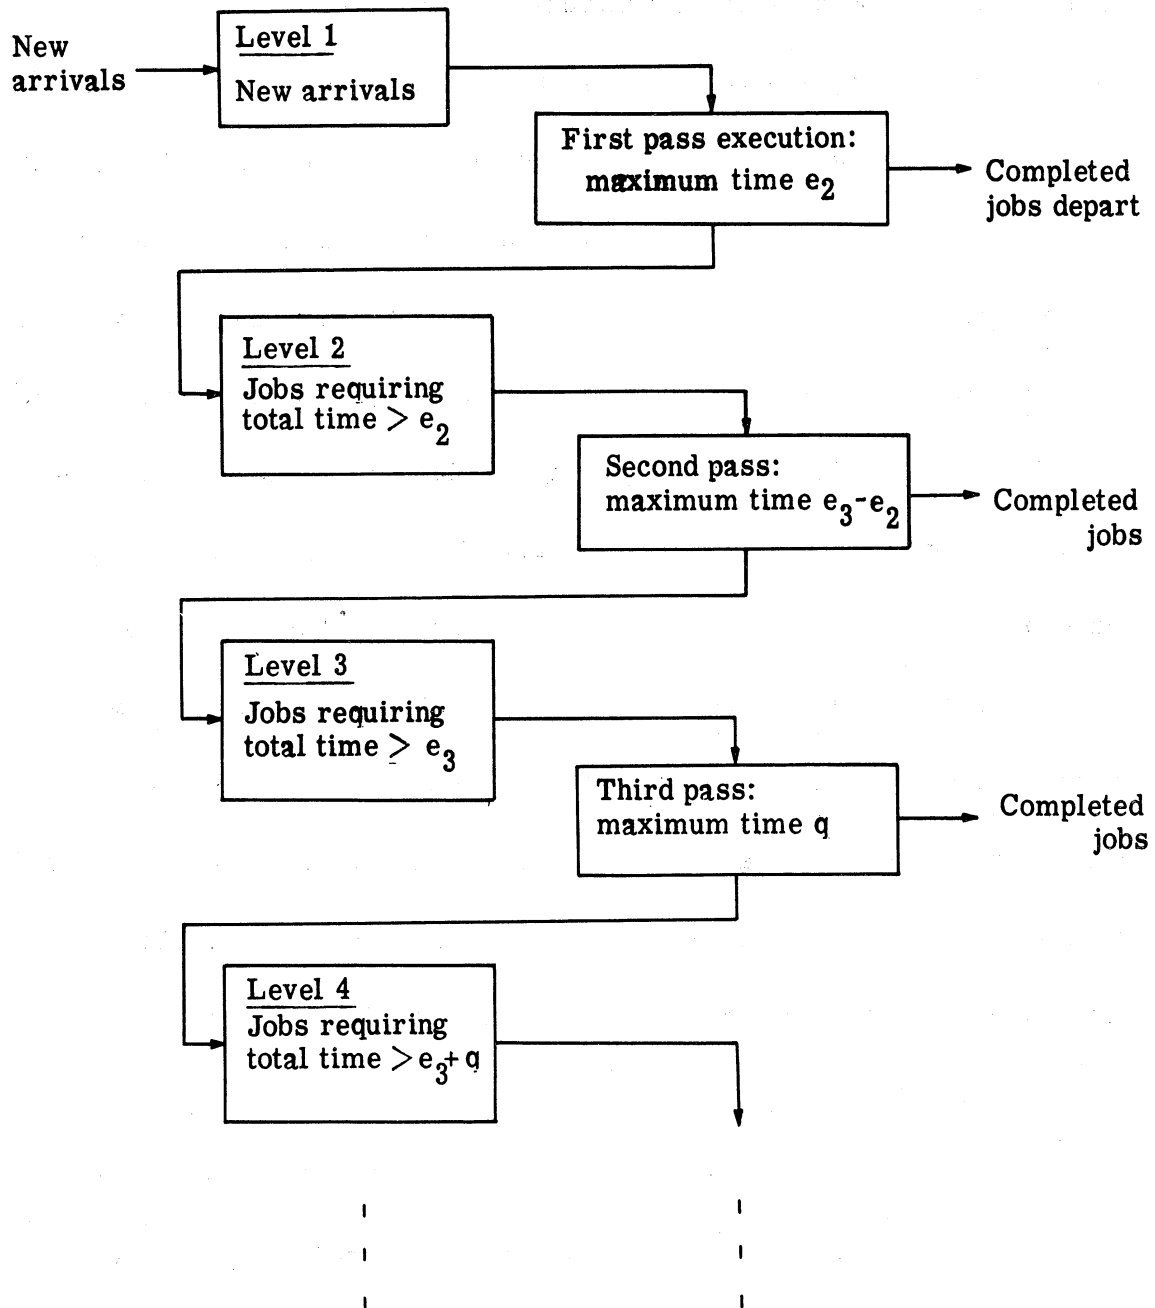 New
arrivals
Level 1
New arrivals
First pass execution:
maximum time e₂
Completed
jobs depart
Level 2
Jobs requiring
total time > e₂
Second pass:
maximum time e₃-e₂
Completed
jobs
Level 3
Jobs requiring
total time > e₃
Third pass:
maximum time q
Completed
jobs
Level 4
Jobs requiring
total time >e₃+ q